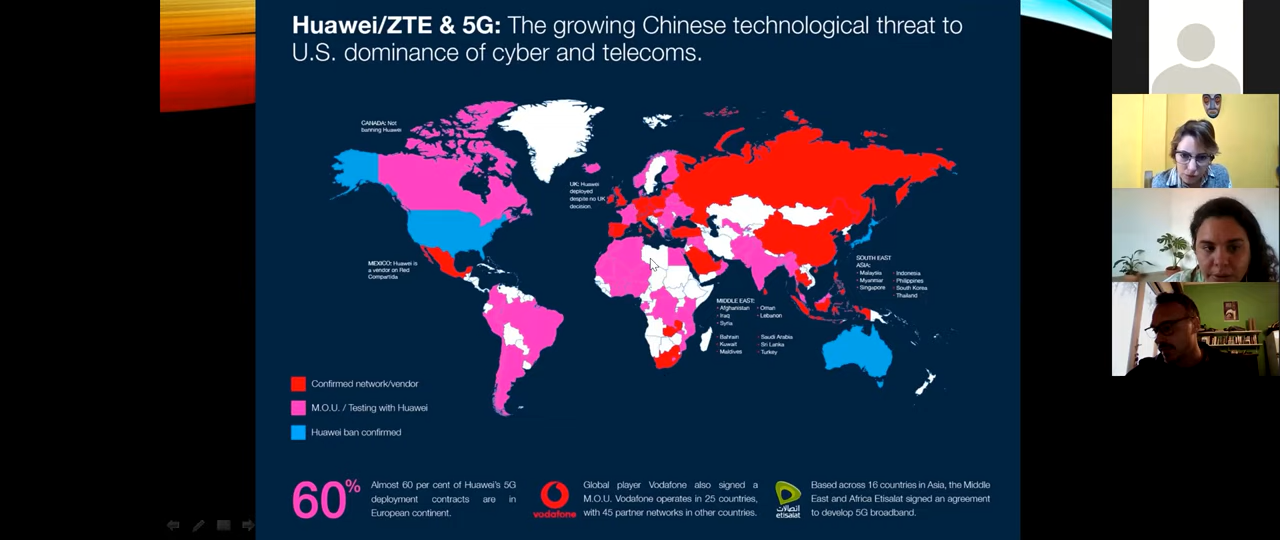 Huawei/ZTE & 5G: The growing Chinese technological threat to
U.S. dominance of cyber and telecoms.
CANADA: Not
banning Huawei
UK: Huawei
deployed
despite no UK
decision.
MEXICO: Huawei is
a vendor on Red
Compartida
SOUTH EAST
ASIA:
Malaysia
Myanmar
Singapore
Indonesia
Philippines
South Korea
Thailand
MIDDLE EAST:
Afghanistan
Iraq
Syria
Oman
Lebanon
Bahrain
Kuwait
Maldives
Saudi Arabia
Sri Lanka
Turkey
Confirmed network/vendor
M.O.U. / Testing with Huawei
Huawei ban confirmed
60%
Almost 60 per cent of Huawei's 5G
deployment contracts are in
European continent.
vodafone
Global player Vodafone also signed a
M.O.U. Vodafone operates in 25 countries,
with 45 partner networks in other countries.
اتصالات
etisalat
Based across 16 countries in Asia, the Middle
East and Africa Etisalat signed an agreement
to develop 5G broadband.